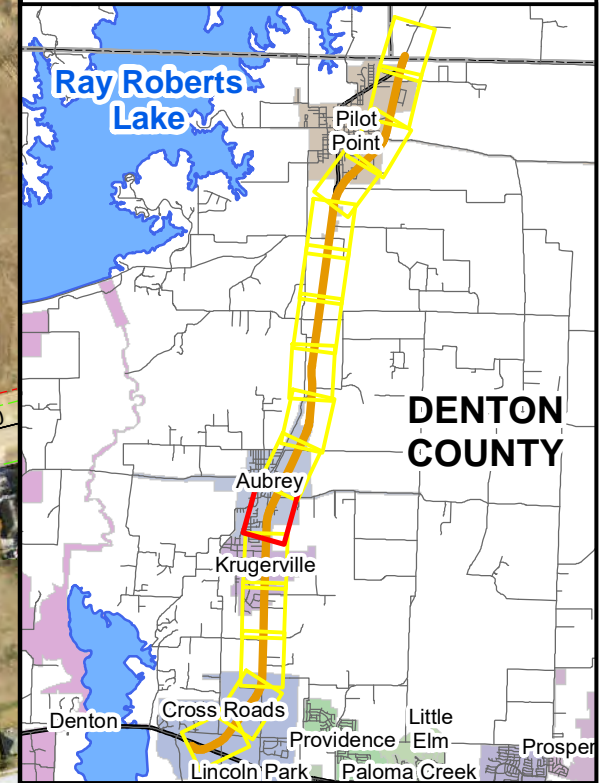 Ray Roberts
Lake
Pilot
Point
DENTON
COUNTY
Aubrey
Krugerville
Cross Roads
Denton
Little
Elm
Providence
Prosper
Lincoln Park
Paloma Creek